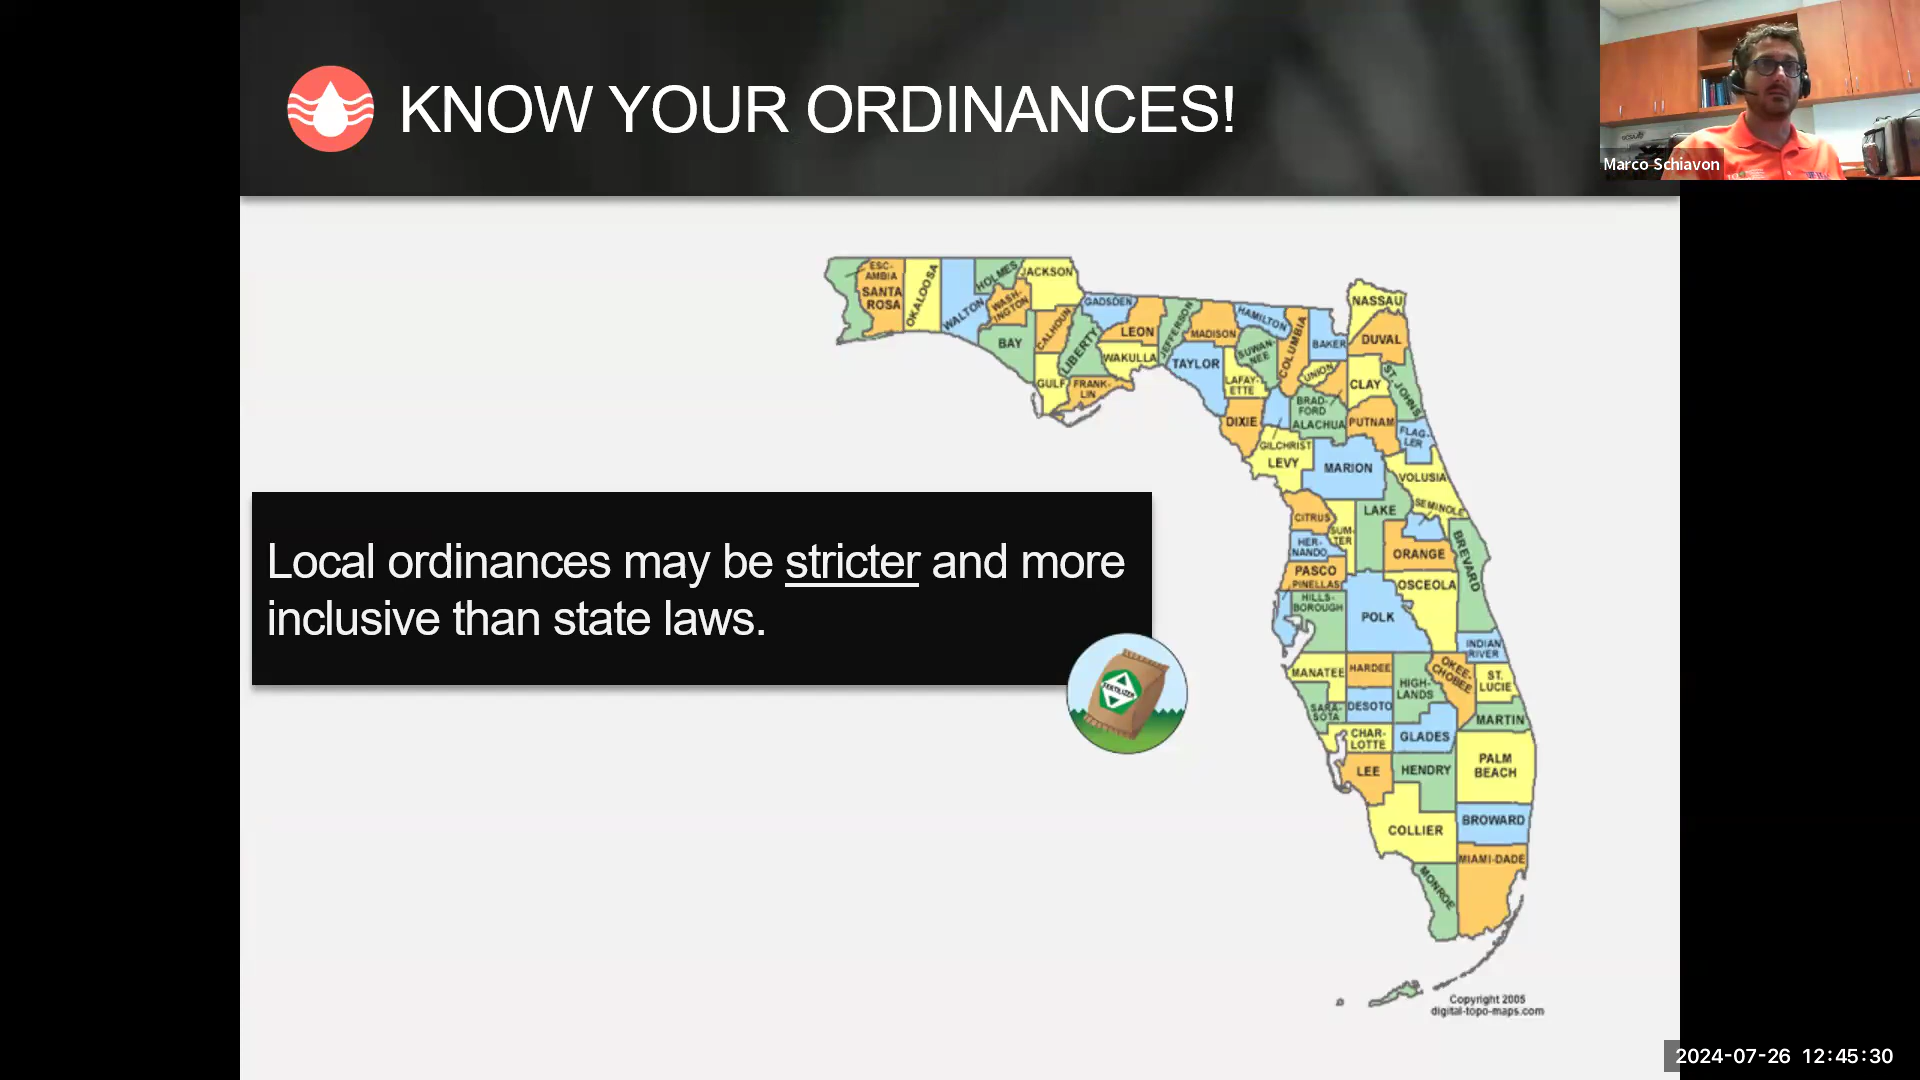 KNOW YOUR ORDINANCES!
Marco Schiavon
Local ordinances may be stricter and more
inclusive than state laws.
FERTILIZER
ESC-
AMBIA
SANTA
ROSA
OKALOOSA
WALTON
HOLMES
JACKSON
WASH-
INGTON
BAY
CALHOUN
GULF
LIBERTY
GADSDEN
LEON
WAKULLA
FRANK-
LIN
JEFFERSON
MADISON
TAYLOR
HAMILTON
SUWAN-
NEE
LAFAY-
ETTE
DIXIE
COLUMBIA
BAKER
NASSAU
DUVAL
UNION
CLAY
ST. JOHNS
BRAD-
FORD
ALACHUA
PUTNAM
FLAG-
LER
GILCHRIST
LEVY
MARION
VOLUSIA
CITRUS
SUM-
TER
LAKE
SEMINOLE
HER-
NANDO
ORANGE
BREVARD
PASCO
PINELLAS
HILLS-
BOROUGH
POLK
OSCEOLA
INDIAN
RIVER
MANATEE
HARDEE
HIGH-
LANDS
OKEE-
CHOBEE
ST.
LUCIE
SARA-
SOTA
DESOTO
MARTIN
CHAR-
LOTTE
GLADES
LEE
HENDRY
PALM
BEACH
COLLIER
BROWARD
MONROE
MIAMI-DADE
Copyright 2005
digital-topo-maps.com
2024-07-26 12:45:30